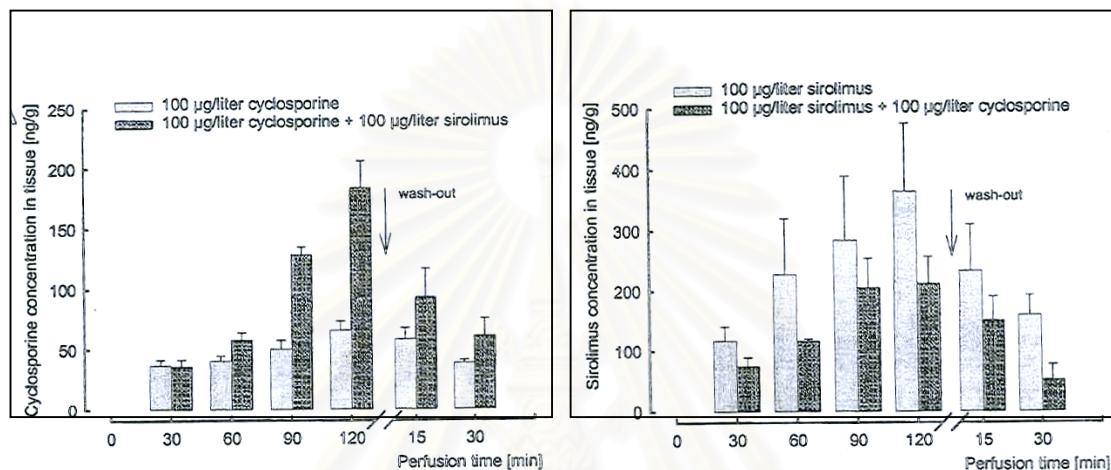 100 µg/liter cyclosporine
100 µg/liter cyclosporine + 100 µg/liter sirolimus
Cyclosporine concentration in tissue [ng/g]
250
200
150
100
50
0
wash-out
0 30 60 90 120 15 30
Perfusion time [min]
100 µg/liter sirolimus
100 µg/liter sirolimus + 100 µg/liter cyclosporine
Sirolimus concentration in tissue [ng/g]
500
400
300
200
100
0
wash-out
0 30 60 90 120 15 30
Perfusion time [min]